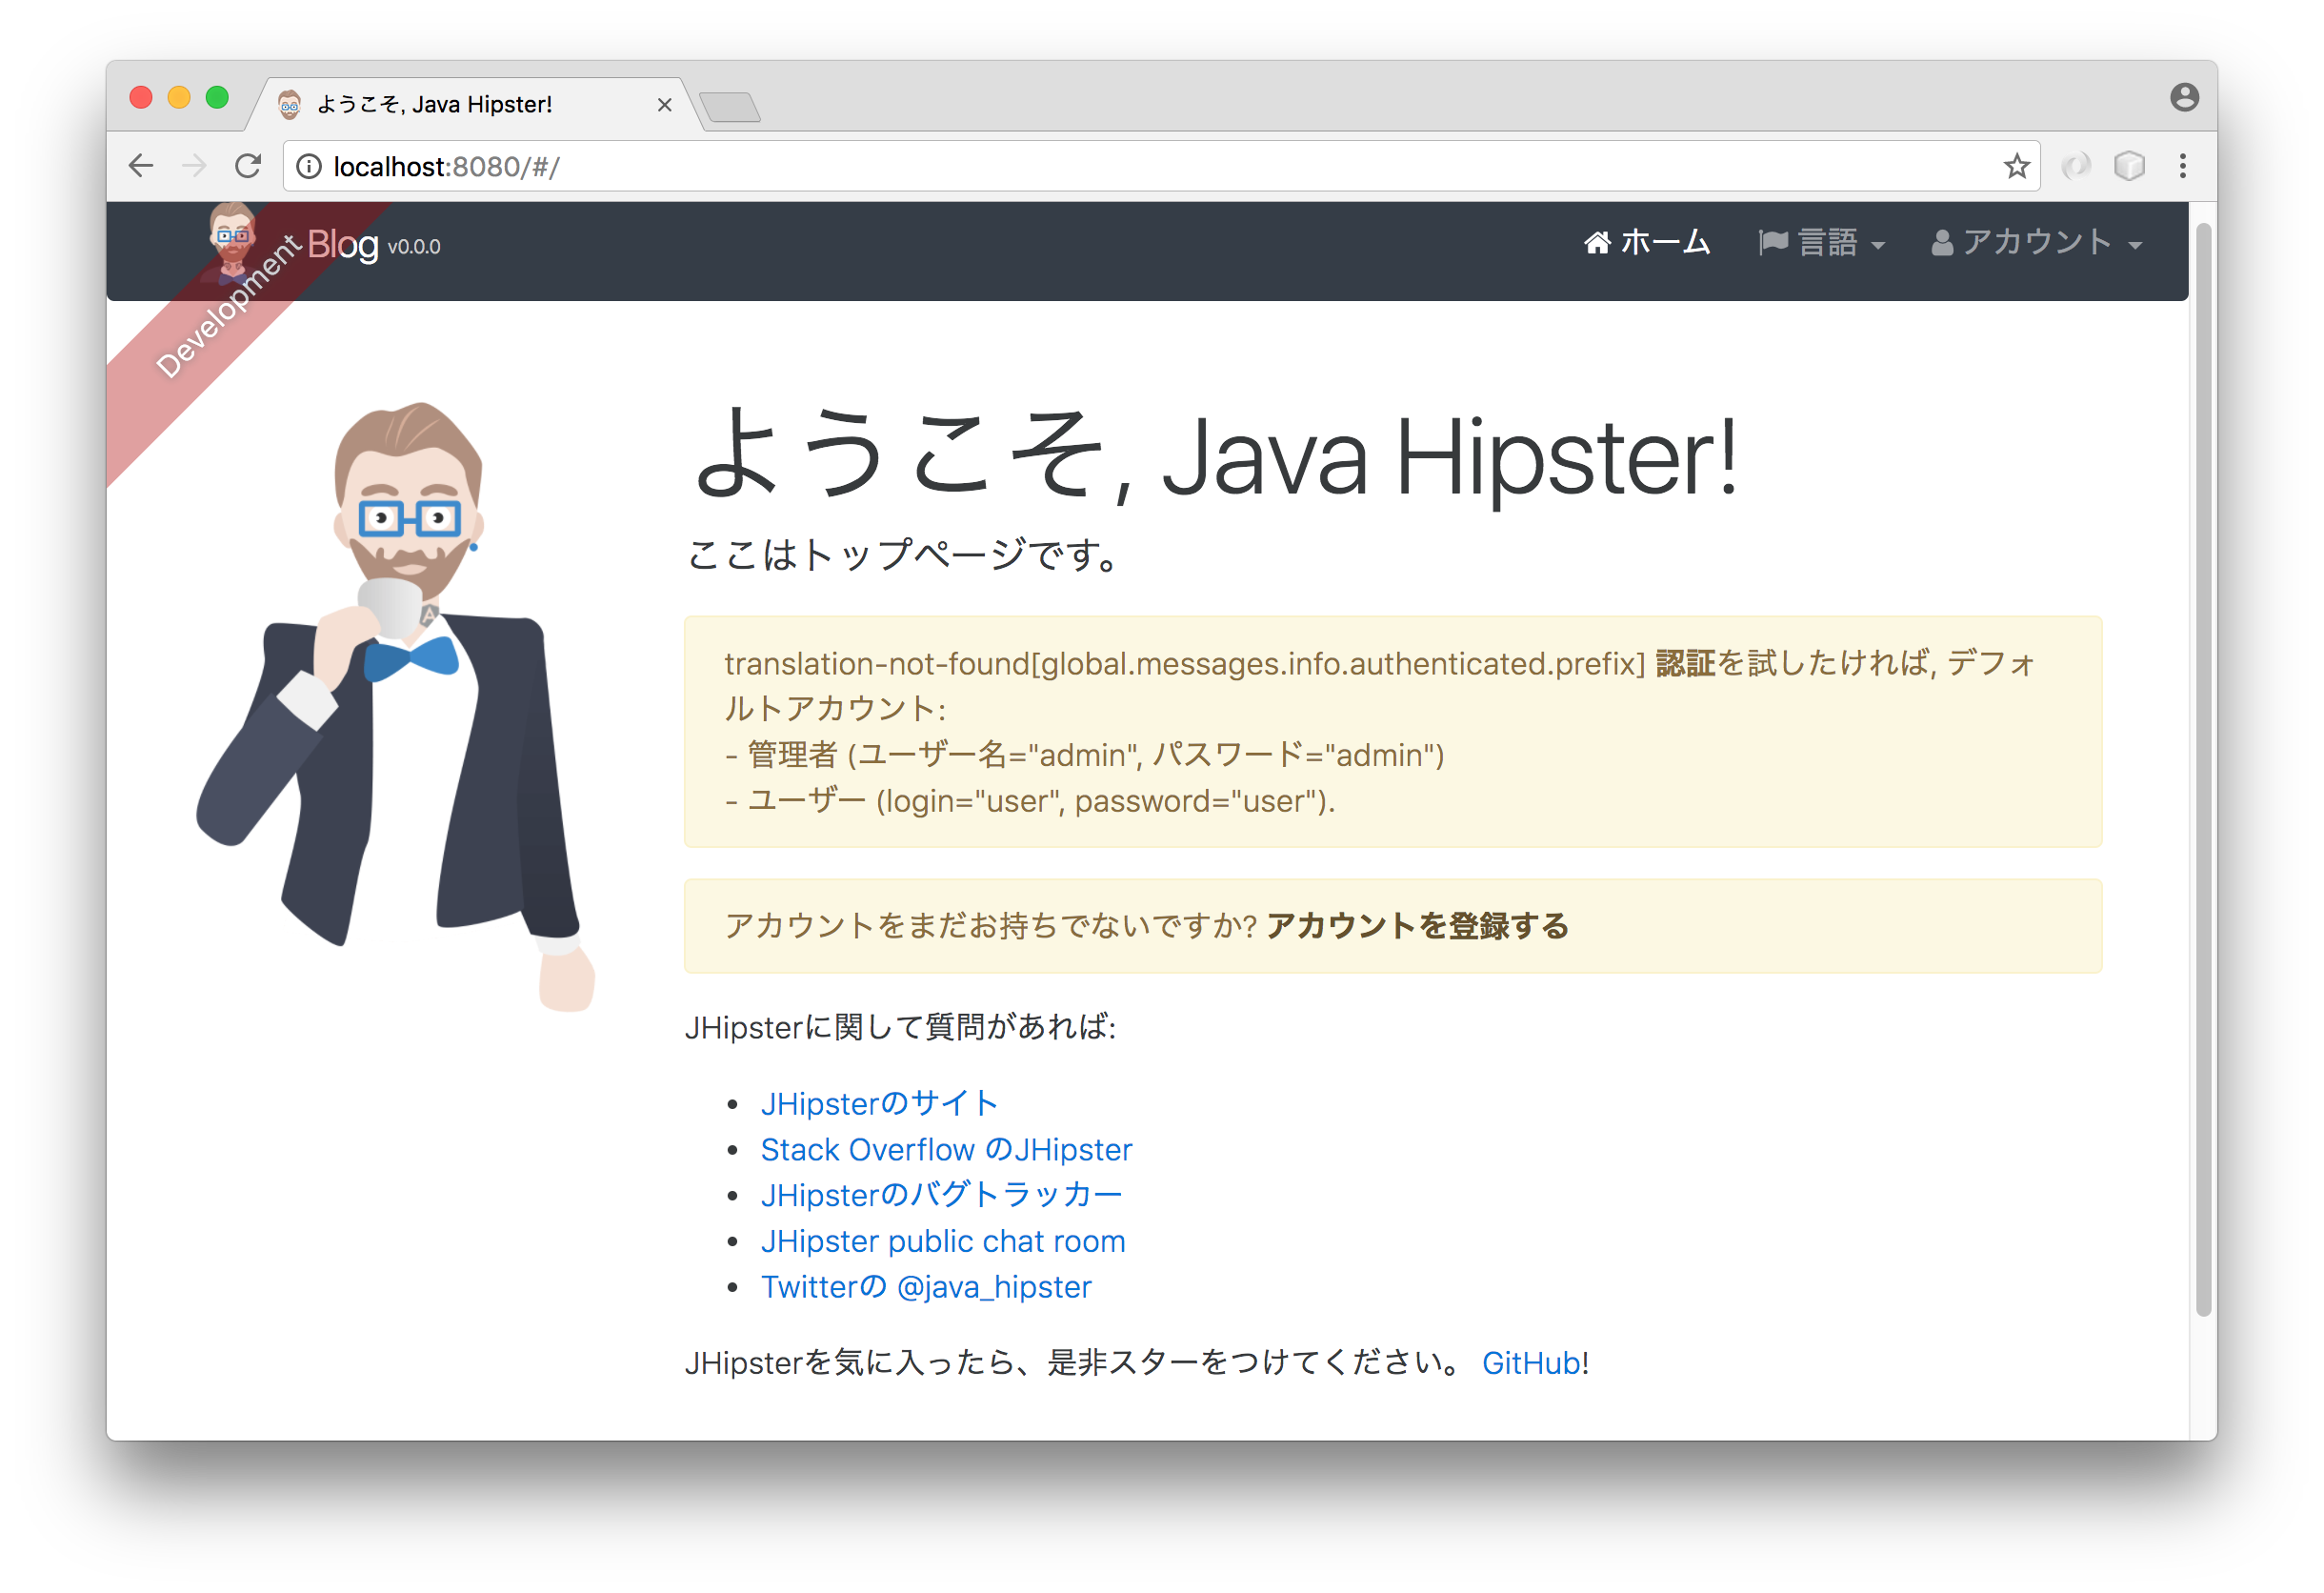 ようこそ, Java Hipster!
localhost:8080/#/
Development
Blog v0.0.0
ホーム 言語 アカウント
ようこそ, Java Hipster!
ここはトップページです。
translation-not-found[global.messages.info.authenticated.prefix] 認証を試したければ, デフォ
ルトアカウント:
- 管理者 (ユーザー名="admin", パスワード="admin")
- ユーザー (login="user", password="user").
アカウントをまだお持ちでないですか? アカウントを登録する
JHipsterに関して質問があれば:
• JHipsterのサイト
• Stack Overflow のJHipster
• JHipsterのバグトラッカー
• JHipster public chat room
• Twitterの @java_hipster
JHipsterを気に入ったら、是非スターをつけてください。 GitHub!